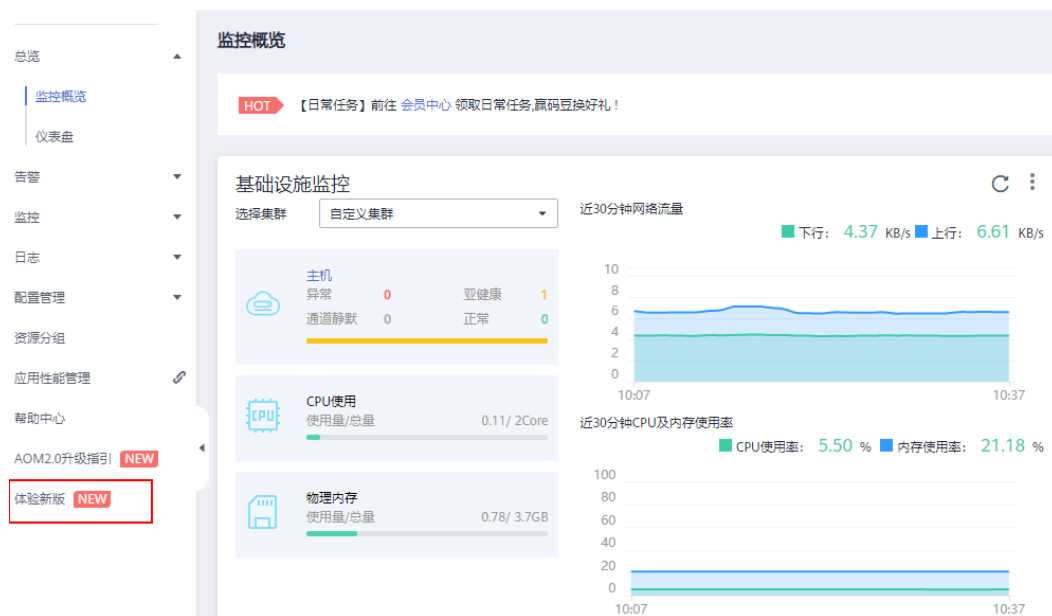 总览
监控概览
仪表盘
告警
监控
日志
配置管理
资源分组
应用性能管理
帮助中心
AOM2.0升级指引 NEW
体验新版 NEW
监控概览
HOT 【日常任务】前往 会员中心 领取日常任务,赢码豆换好礼！
基础设施监控
选择集群 自定义集群
主机
异常 0 亚健康 1
通道静默 0 正常 0
CPU
CPU使用
使用量/总量 0.11/ 2Core
物理内存
使用量/总量 0.78/ 3.7GB
近30分钟网络流量
下行： 4.37 KB/s 上行： 6.61 KB/s
10
8
6
4
2
0
10:07 10:37
近30分钟CPU及内存使用率
CPU使用率： 5.50 % 内存使用率： 21.18 %
100
80
60
40
20
0
10:07 10:37